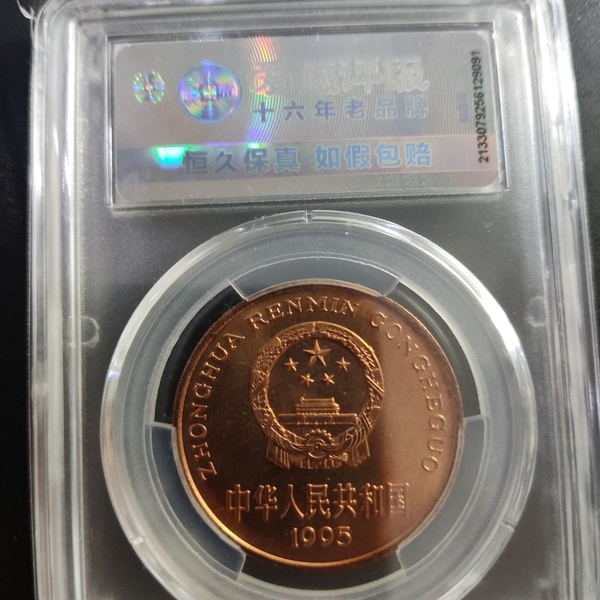 评级
十六年老品牌
恒久保真 如假包赔
2133079256129091
ZHONGHUA RENMIN GONGHEGUO
中华人民共和国
1995